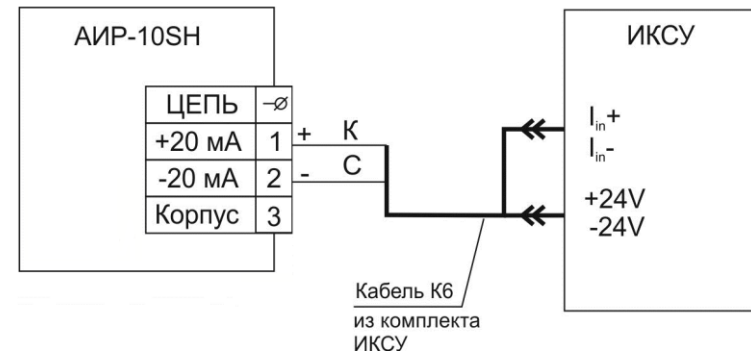 АИР-10SH
ИКСУ
ЦЕПЬ
+20 мА 1 + К
-20 мА 2 - С
Корпус 3
Iin+
Iin-
+24V
-24V
Кабель К6
из комплекта
ИКСУ